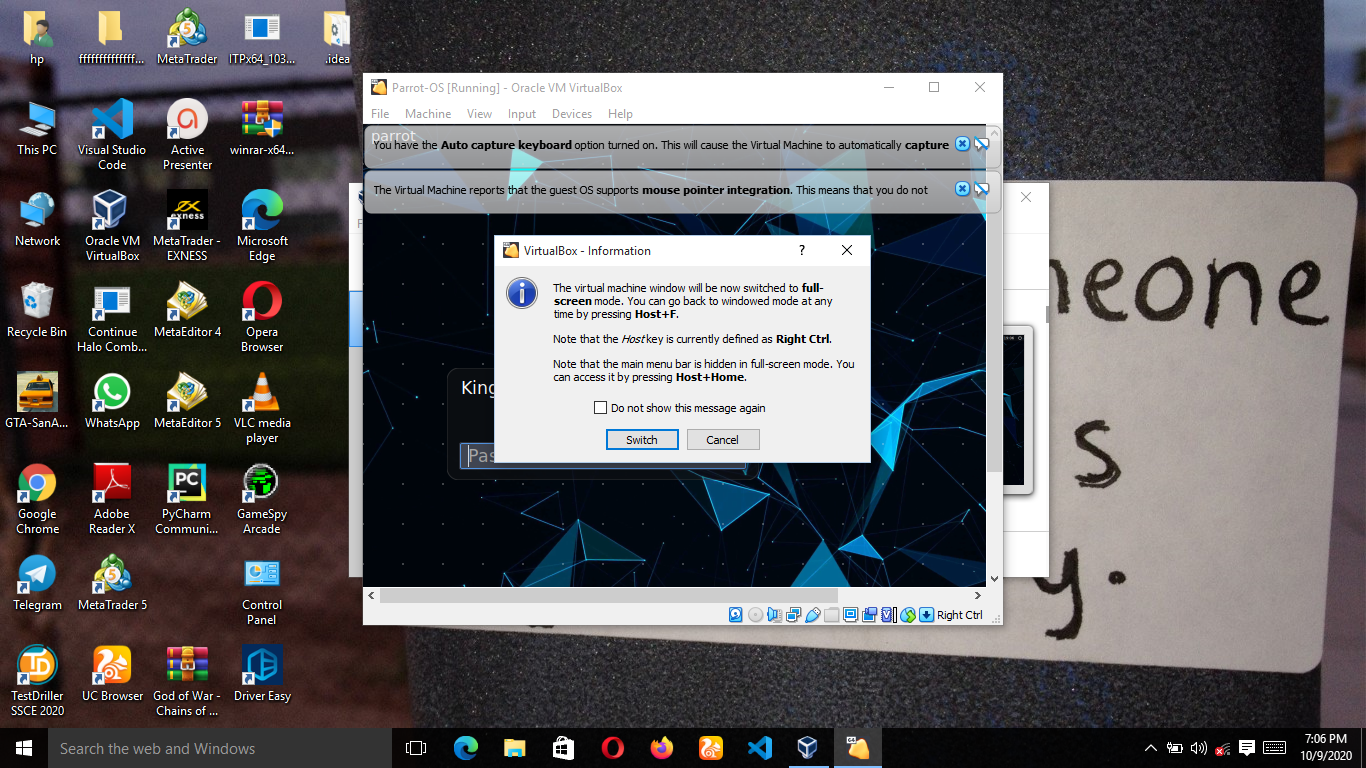 hp
ffffffffffffff...
MetaTrader
ITPx64_103...
.idea
This PC
Visual Studio
Code
Active
Presenter
winrar-x64...
Network
Oracle VM
VirtualBox
MetaTrader -
EXNESS
Microsoft
Edge
Recycle Bin
Continue
Halo Comb...
MetaEditor 4
Opera
Browser
GTA-SanA...
WhatsApp
MetaEditor 5
VLC media
player
Google
Chrome
Adobe
Reader X
PyCharm
Communi...
GameSpy
Arcade
Telegram
MetaTrader 5
Control
Panel
TestDriller
SSCE 2020
UC Browser
God of War -
Chains of ...
Driver Easy
Parrot-OS [Running] - Oracle VM VirtualBox
File Machine View Input Devices Help
parrot
You have the Auto capture keyboard option turned on. This will cause the Virtual Machine to automatically capture
The Virtual Machine reports that the guest OS supports mouse pointer integration. This means that you do not
VirtualBox - Information
The virtual machine window will be now switched to full-
screen mode. You can go back to windowed mode at any
time by pressing Host+F.
Note that the Host key is currently defined as Right Ctrl.
Note that the main menu bar is hidden in full-screen mode. You
can access it by pressing Host+Home.
Do not show this message again
Switch Cancel
King
Pas
Right Ctrl
meone
s
y.
Search the web and Windows
7:06 PM
10/9/2020